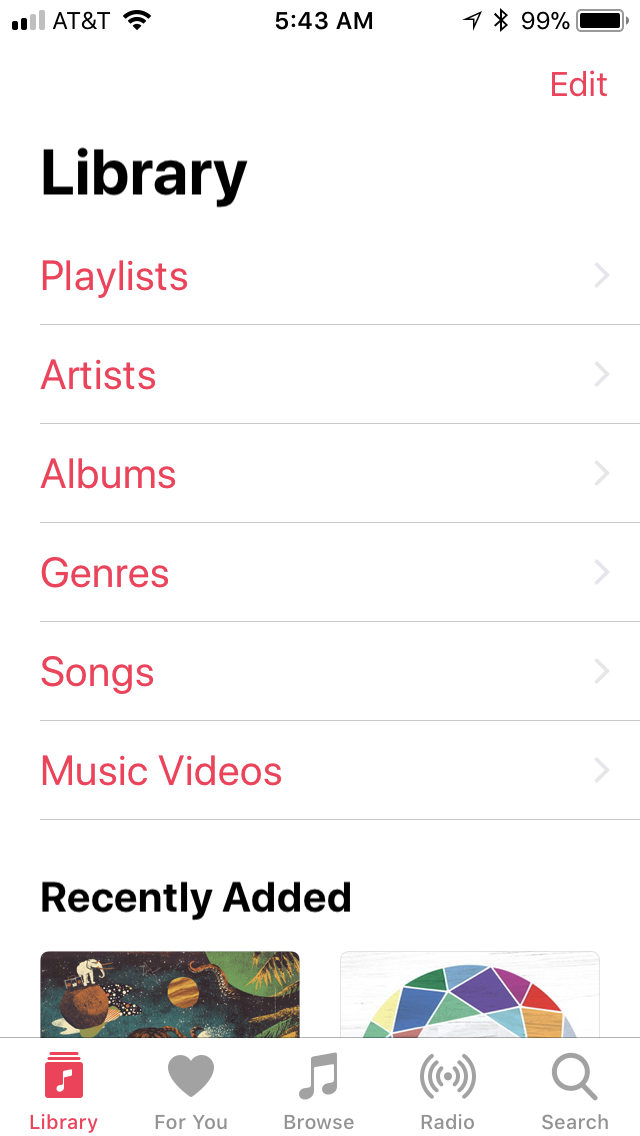 AT&T 5:43 AM 99%
Edit
Library
Playlists
Artists
Albums
Genres
Songs
Music Videos
Recently Added
Library For You Browse Radio Search